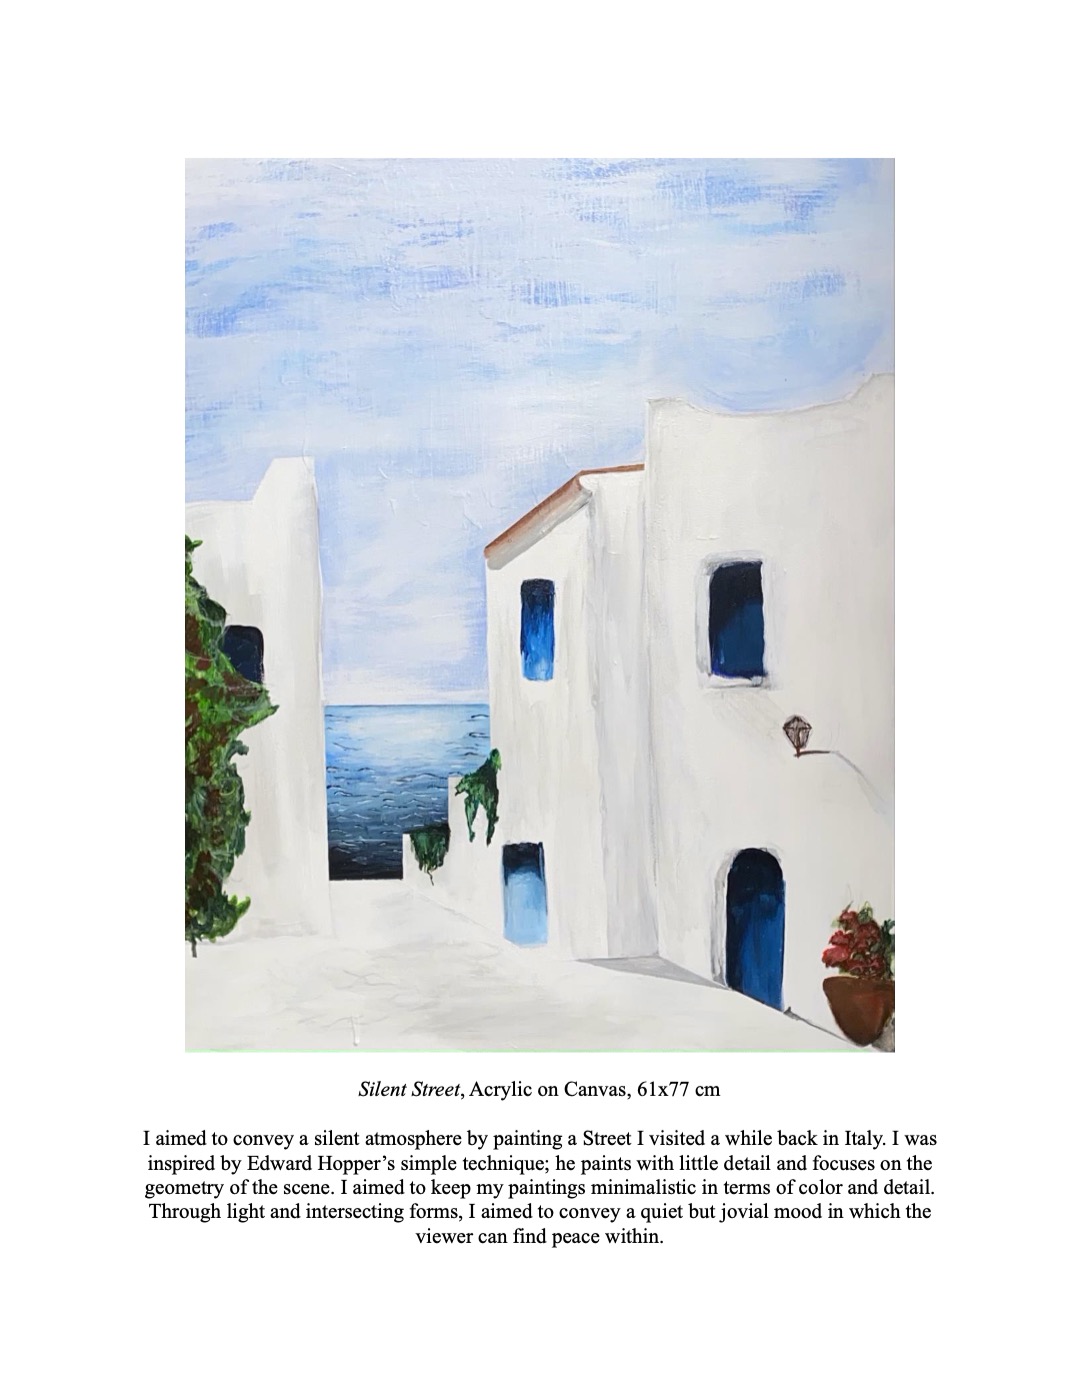 Silent Street, Acrylic on Canvas, 61x77 cm
I aimed to convey a silent atmosphere by painting a Street I visited a while back in Italy. I was
inspired by Edward Hopper’s simple technique; he paints with little detail and focuses on the
geometry of the scene. I aimed to keep my paintings minimalistic in terms of color and detail.
Through light and intersecting forms, I aimed to convey a quiet but jovial mood in which the
viewer can find peace within.